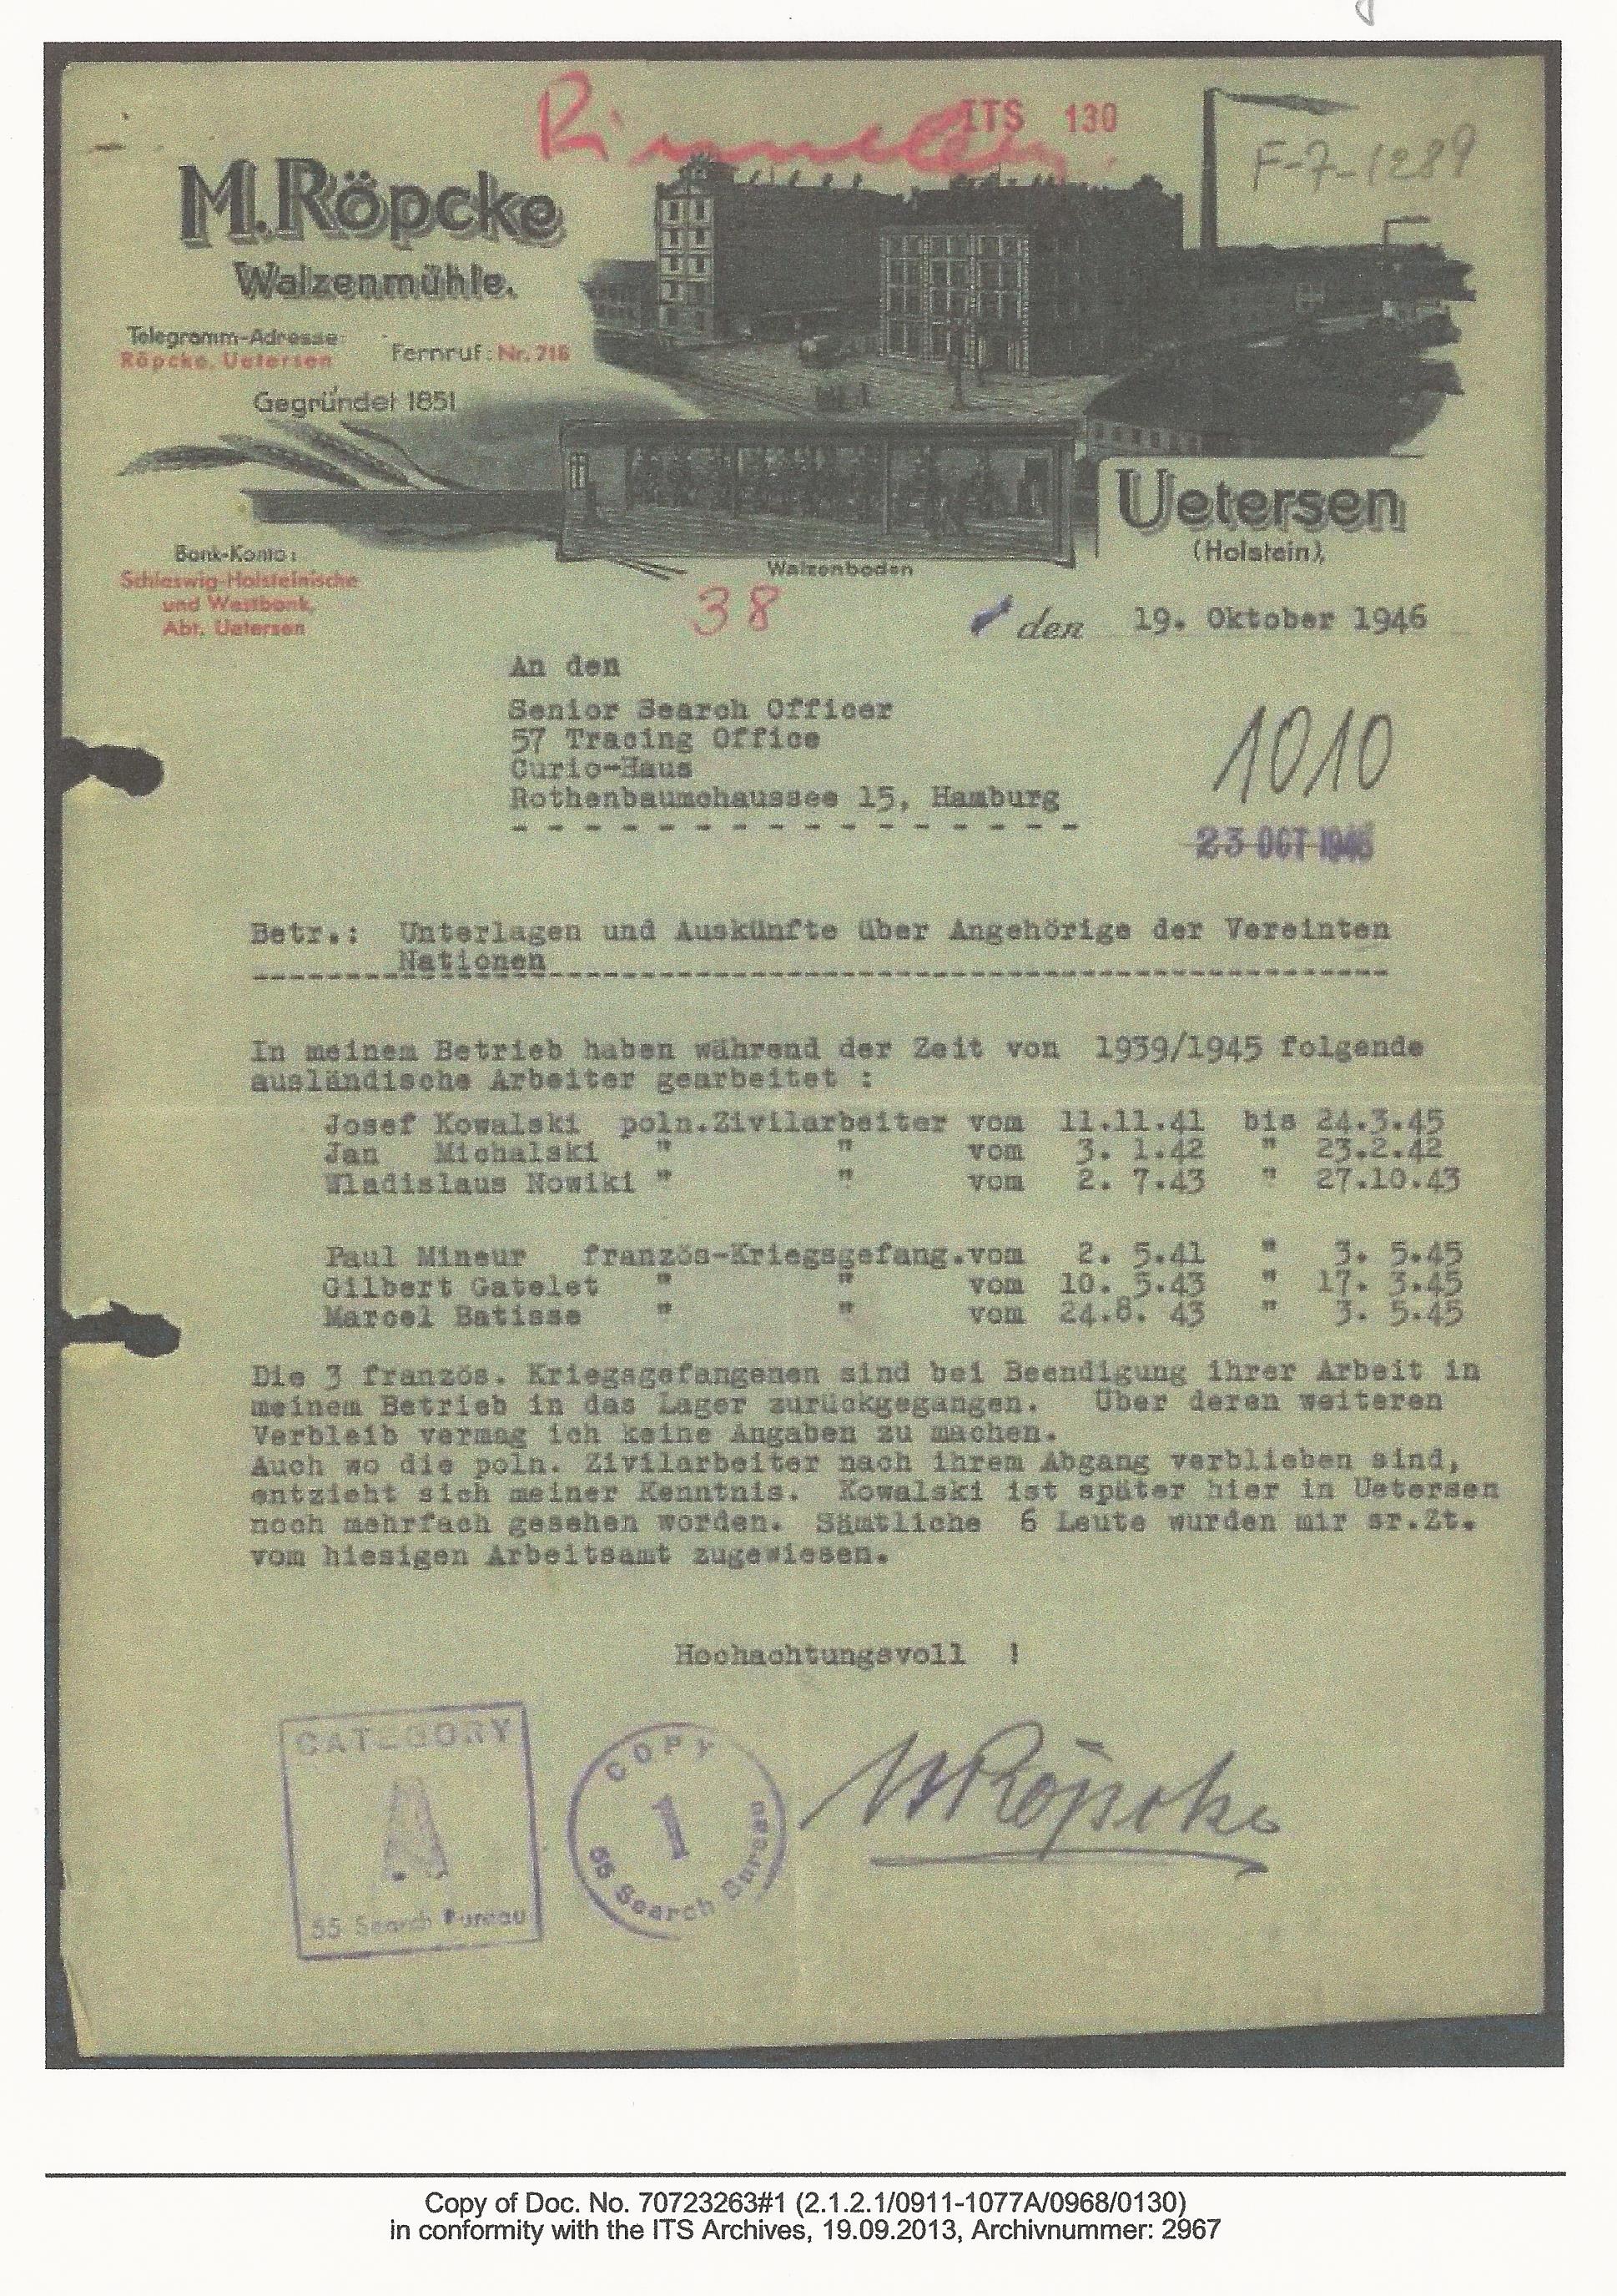 ITS 130
F-7-1289
M. Röpcke
Walzenmühle.
Telegramm-Adresse:
Röpcke, Uetersen
Fernruf: Nr. 716
Gegründet 1851
Uetersen
(Holstein),
Bank-Konto:
Schleswig-Holsteinische
und Westbank,
Abt. Uetersen
Walzenboden
38
den 19. Oktober 1946
An den
Senior Search Officer
57 Tracing Office
Curio-Haus
Rothenbaumchaussee 15, Hamburg
1010
23 OCT 1946
Betr.: Unterlagen und Auskünfte über Angehörige der Vereinten
Nationen
In meinem Betrieb haben während der Zeit von 1939/1945 folgende
ausländische Arbeiter gearbeitet :
Josef Kowalski poln.Zivilarbeiter vom 11.11.41 bis 24.3.45
Jan Michalski " " vom 3. 1.42 " 23.2.42
Wladislaus Nowiki " " vom 2. 7.43 " 27.10.43
Paul Mineur französ-Kriegsgefang.vom 2. 5.41 " 3. 5.45
Gilbert Gatelet " " vom 10. 5.43 " 17. 3.45
Marcel Batisse " " vom 24.8. 43 " 3. 5.45
Die 3 französ. Kriegsgefangenen sind bei Beendigung ihrer Arbeit in
meinem Betrieb in das Lager zurückgegangen. Über deren weiteren
Verbleib vermag ich keine Angaben zu machen.
Auch wo die poln. Zivilarbeiter nach ihrem Abgang verblieben sind,
entzieht sich meiner Kenntnis. Kowalski ist später hier in Uetersen
noch mehrfach gesehen worden. Sämtliche 6 Leute wurden mir sr.Zt.
vom hiesigen Arbeitsamt zugewiesen.
Hochachtungsvoll !
CATEGORY
A
55 Search Bureau
COPY
1
55 Search Bureau
M Röpcke
Copy of Doc. No. 70723263#1 (2.1.2.1/0911-1077A/0968/0130)
in conformity with the ITS Archives, 19.09.2013, Archivnummer: 2967